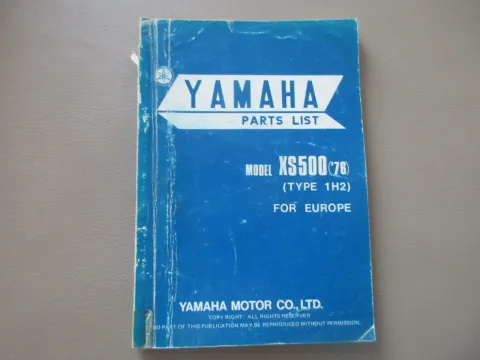 YAMAHA
PARTS LIST
MODEL XS500('76)
(TYPE 1H2)
FOR EUROPE
YAMAHA MOTOR CO., LTD.
COPY RIGHT: ALL RIGHTS RESERVED
NO PART OF THIS PUBLICATION MAY BE REPRODUCED WITHOUT PERMISSION.